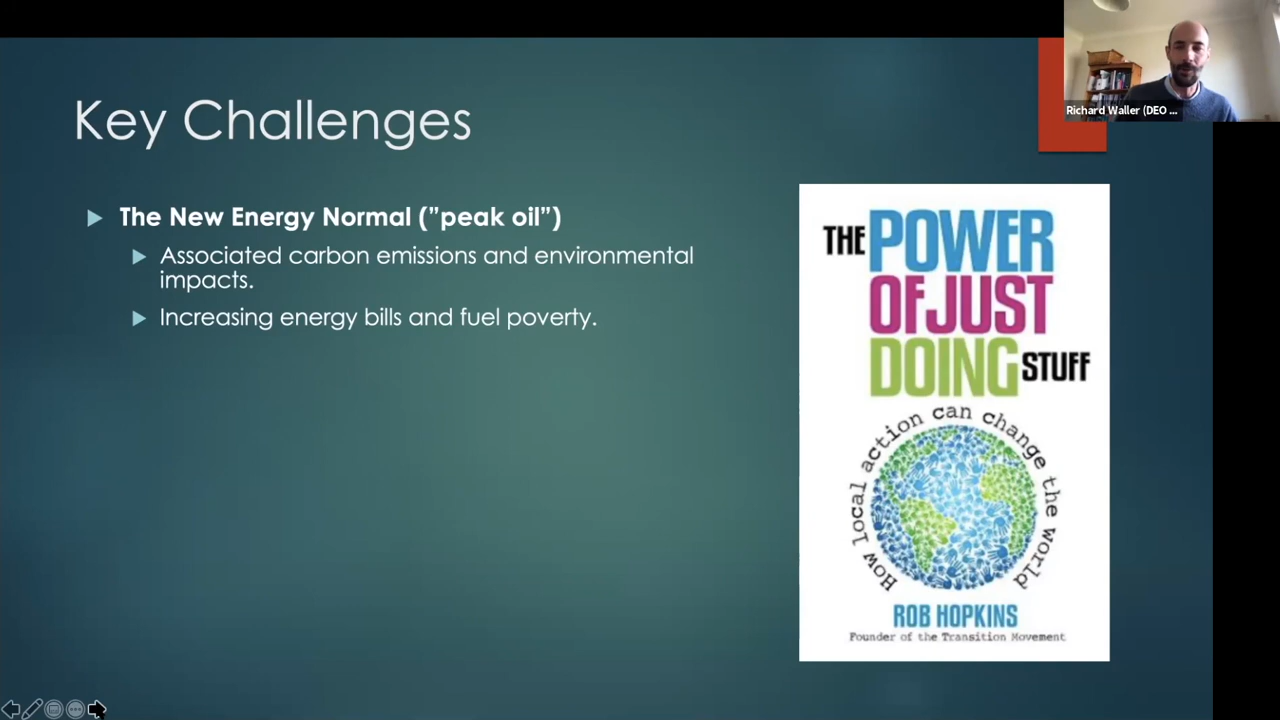 Key Challenges
The New Energy Normal ("peak oil")
Associated carbon emissions and environmental
impacts.
Increasing energy bills and fuel poverty.
THE POWER
OF JUST
DOING STUFF
How local action can change the world
ROB HOPKINS
Founder of the Transition Movement
Richard Waller (DEO ...